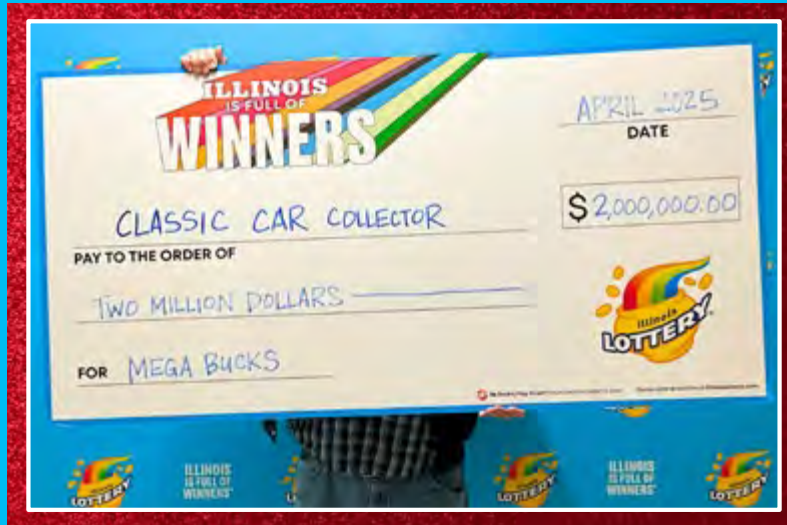 ILLINOIS
IS FULL OF
WINNERS
APRIL 2025
DATE
CLASSIC CAR COLLECTOR
$ 2,000,000.00
PAY TO THE ORDER OF
TWO MILLION DOLLARS
Illinois
LOTTERY
FOR MEGA BUCKS
LOTTERY
ILLINOIS
IS FULL OF
WINNERS
LOTTERY
ILLINOIS
IS FULL OF
WINNERS
LOTTERY